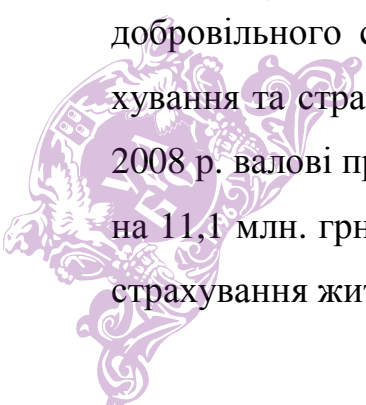 добровільного с
хування та стра
2008 р. валові пр
на 11,1 млн. грн
страхування жит